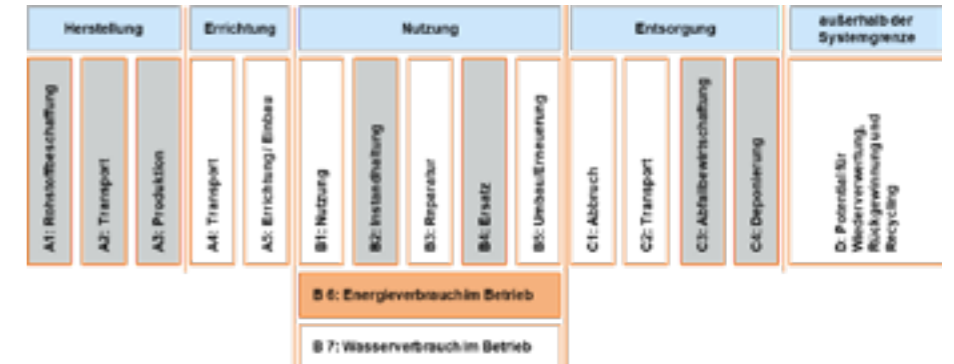 Herstellung
Errichtung
Nutzung
Entsorgung
außerhalb der
Systemgrenze
A1: Rohstoffbeschaffung
A2: Transport
A3: Produktion
A4: Transport
A5: Errichtung / Einbau
B1: Nutzung
B2: Instandhaltung
B3: Reparatur
B4: Ersatz
B5: Umbau/Erneuerung
C1: Abbruch
C2: Transport
C3: Abfallbewirtschaftung
C4: Deponierung
D: Potential für
Wiederverwertung,
Rückgewinnung und
Recycling
B 6: Energieverbrauch im Betrieb
B 7: Wasserverbrauch im Betrieb